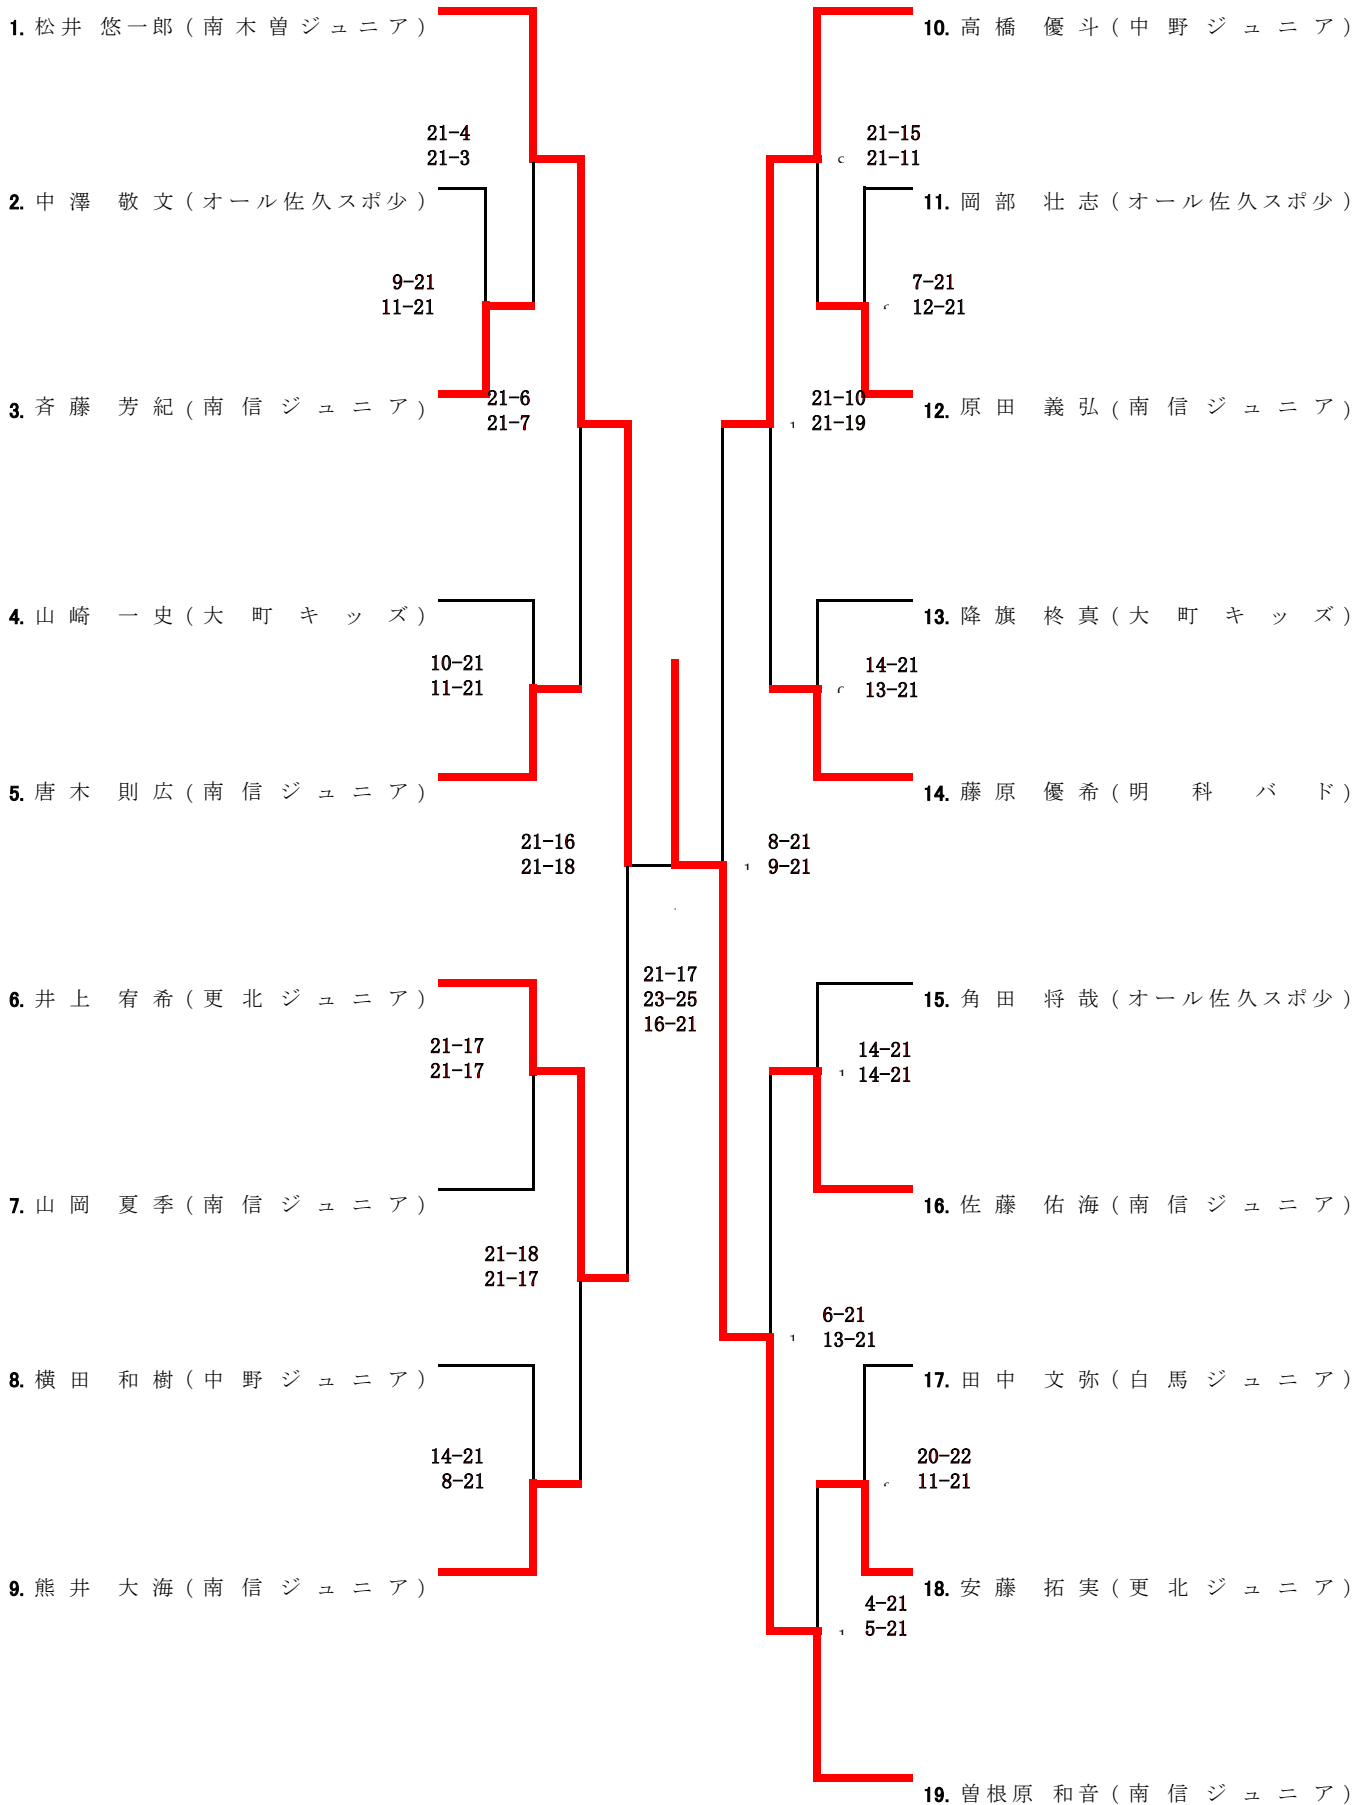 1. 松井 悠一郎(南木曽ジュニア)
21-4
21-3
2. 中澤 敬文(オール佐久スポ少)
9-21
11-21
3. 斉藤 芳紀(南信ジュニア)
21-6
21-7
4. 山崎 一史(大町キッズ)
10-21
11-21
5. 唐木 則広(南信ジュニア)
21-16
21-18
6. 井上 宥希(更北ジュニア)
21-17
21-17
7. 山岡 夏季(南信ジュニア)
21-18
21-17
8. 横田 和樹(中野ジュニア)
14-21
8-21
9. 熊井 大海(南信ジュニア)
21-17
23-25
16-21
10. 高橋 優斗(中野ジュニア)
21-15
21-11
11. 岡部 壮志(オール佐久スポ少)
7-21
12-21
12. 原田 義弘(南信ジュニア)
21-10
21-19
13. 降旗 柊真(大町キッズ)
14-21
13-21
14. 藤原 優希(明科バド)
8-21
9-21
15. 角田 将哉(オール佐久スポ少)
14-21
14-21
16. 佐藤 佑海(南信ジュニア)
6-21
13-21
17. 田中 文弥(白馬ジュニア)
20-22
11-21
18. 安藤 拓実(更北ジュニア)
4-21
5-21
19. 曽根原 和音(南信ジュニア)